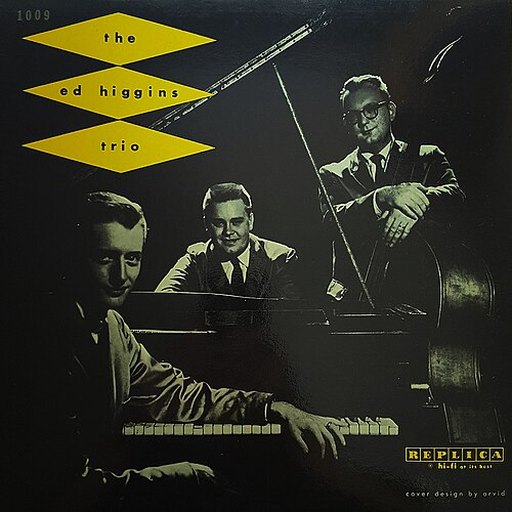 1009
the
ed higgins
trio
REPLICA
hi-fi at its best
cover design by arvid